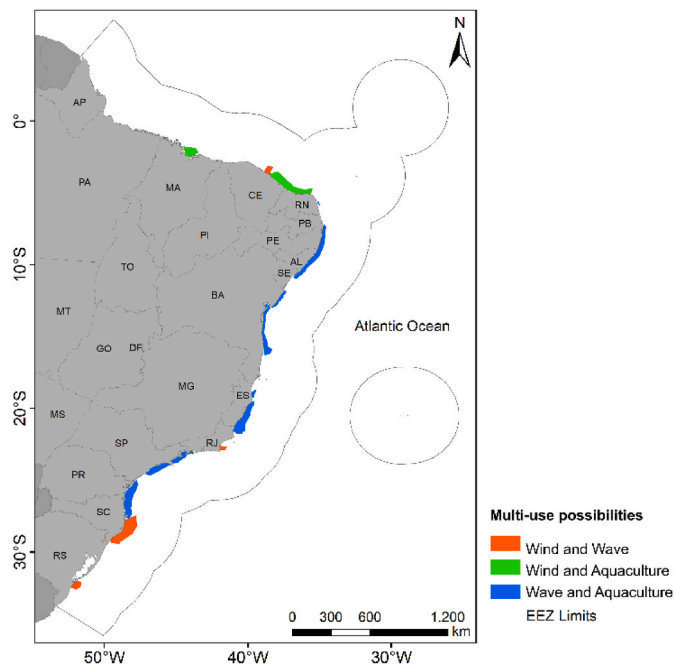 N
AP
0°
PA
MA
CE
RN
PB
PI
PE
AL
SE
TO
10°S
BA
MT
Atlantic Ocean
GO
DF
MG
ES
MS
20°S
SP
RJ
PR
SC
Multi-use possibilities
Wind and Wave
30°S
RS
Wind and Aquaculture
Wave and Aquaculture
EEZ Limits
0 300 600 1.200
km
50°W 40°W 30°W